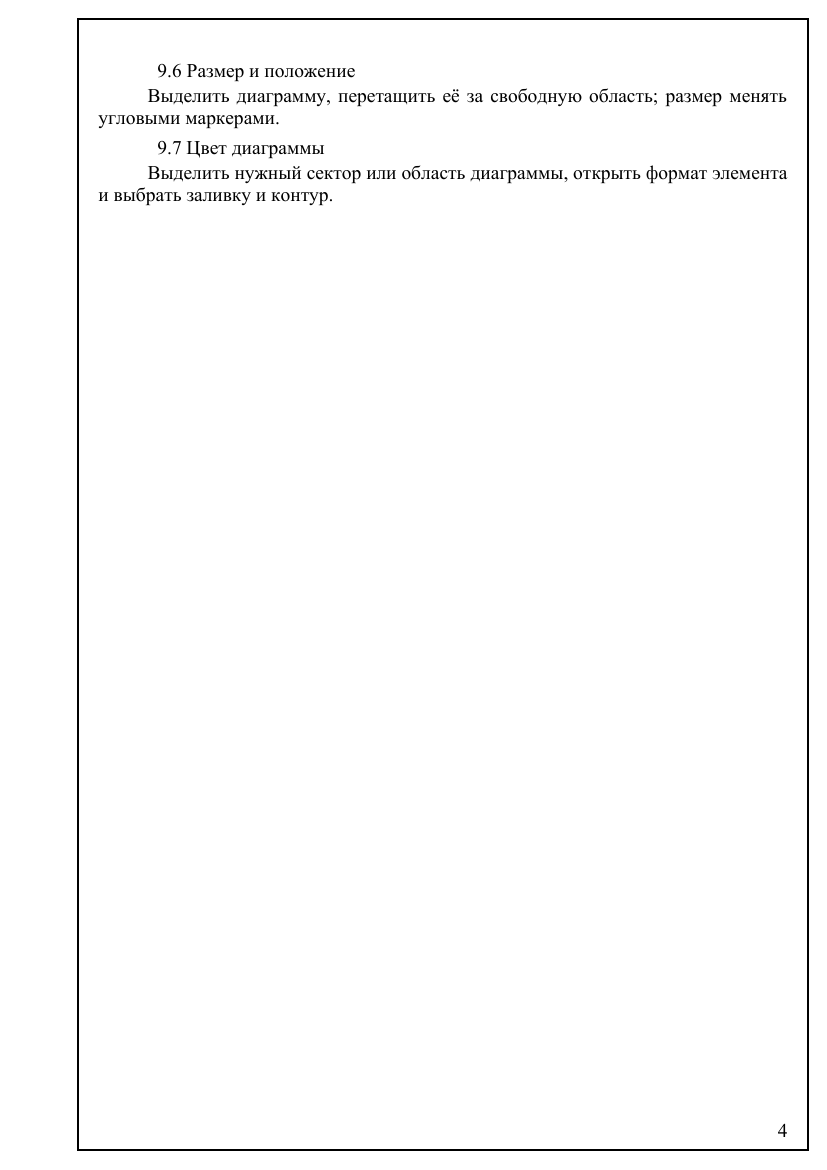 9.6 Размер и положение
Выделить диаграмму, перетащить её за свободную область; размер менять
угловыми маркерами.
9.7 Цвет диаграммы
Выделить нужный сектор или область диаграммы, открыть формат элемента
и выбрать заливку и контур.
4